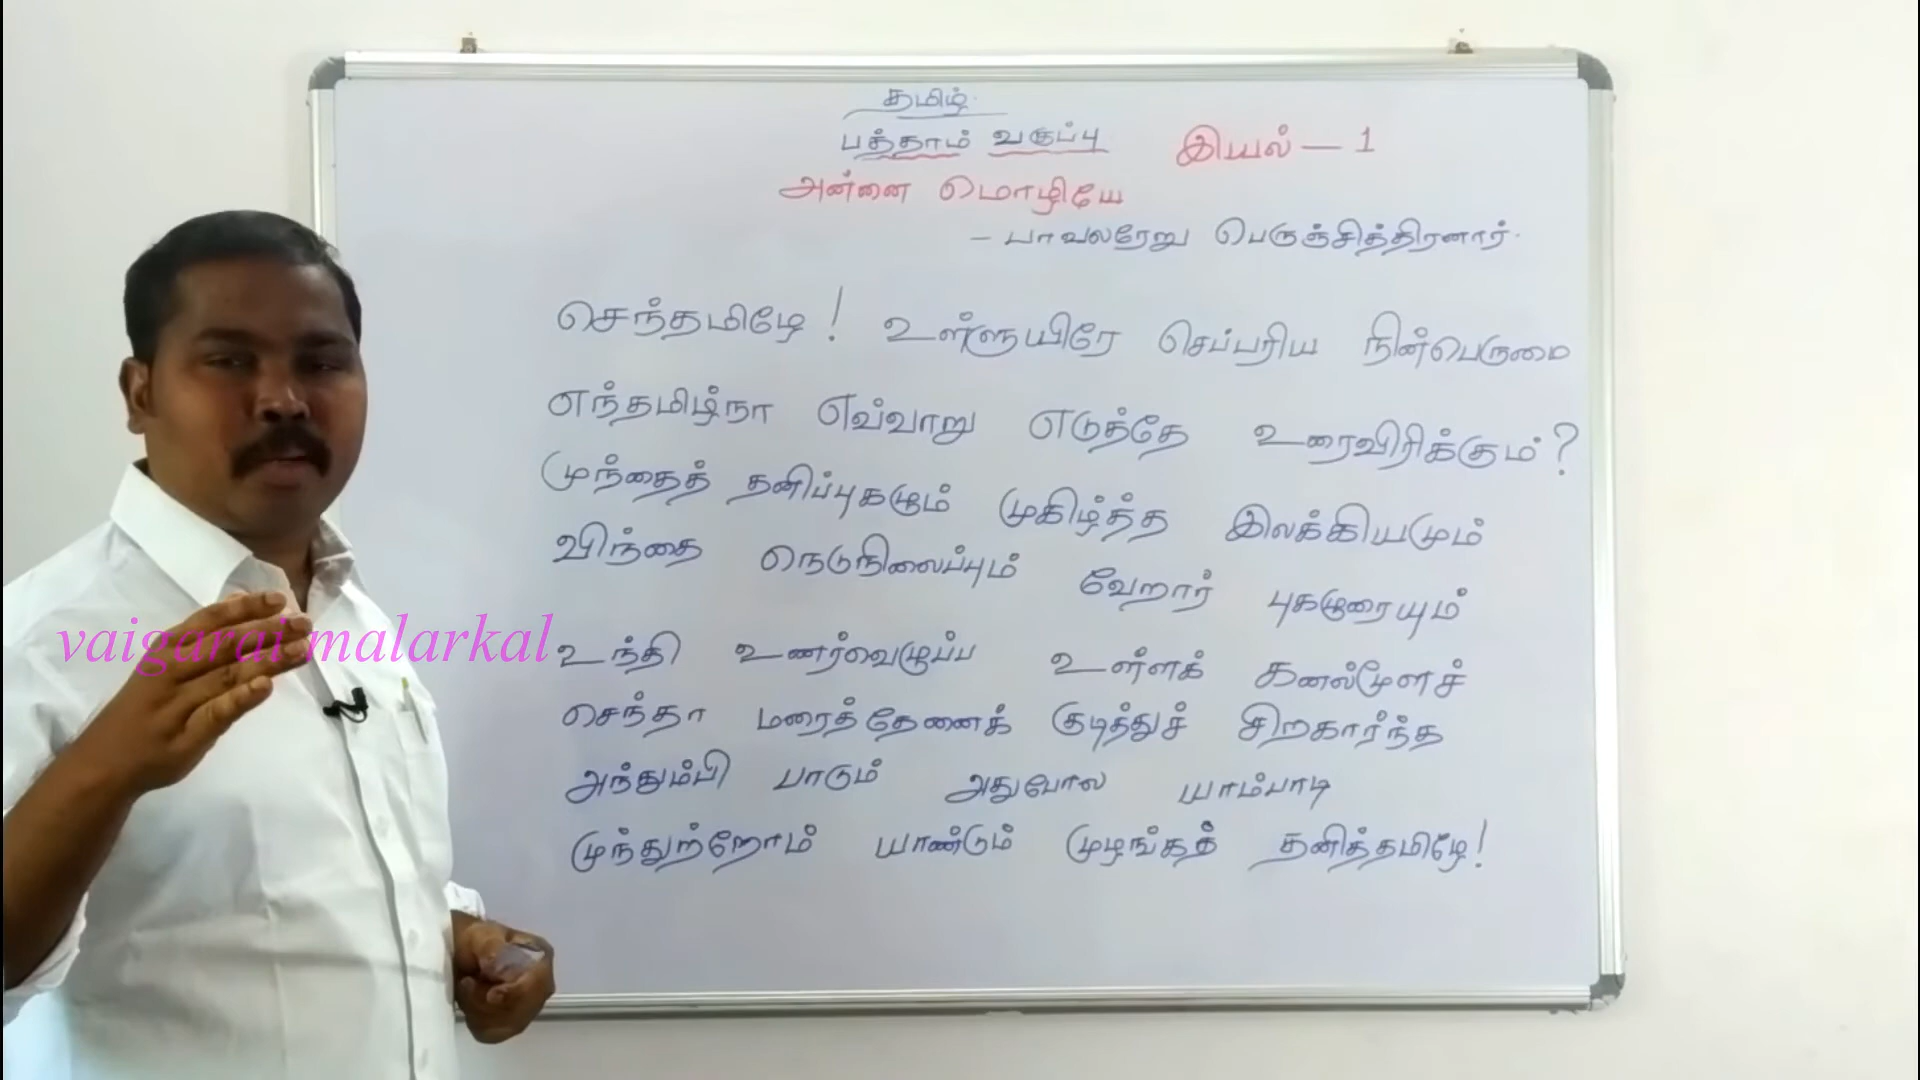 தமிழ்
பத்தாம் வகுப்பு இயல் - 1
அன்னை மொழியே
- பாவலரேறு பெருஞ்சித்திரனார்.
செந்தமிழே! உள்ளுயிரே செப்பரிய நின்பெருமை
எந்தமிழ்நா எவ்வாறு எடுத்தே உரைவிரிக்கும்?
முந்தைத் தனிப்புகழும் முகிழ்த்த இலக்கியமும்
விந்தை நெடுநிலைப்பும் வேறார் புகழுரையும்
உந்தி உணர்வெழுப்ப உள்ளக் கனல்மூளச்
செந்தா மரைத்தேனைக் குடித்துச் சிறகார்ந்த
அந்தும்பி பாடும் அதுபோல யாம்பாடி
முந்துற்றோம் யாண்டும் முழங்கத் தனித்தமிழே!
vaigarai malarkal